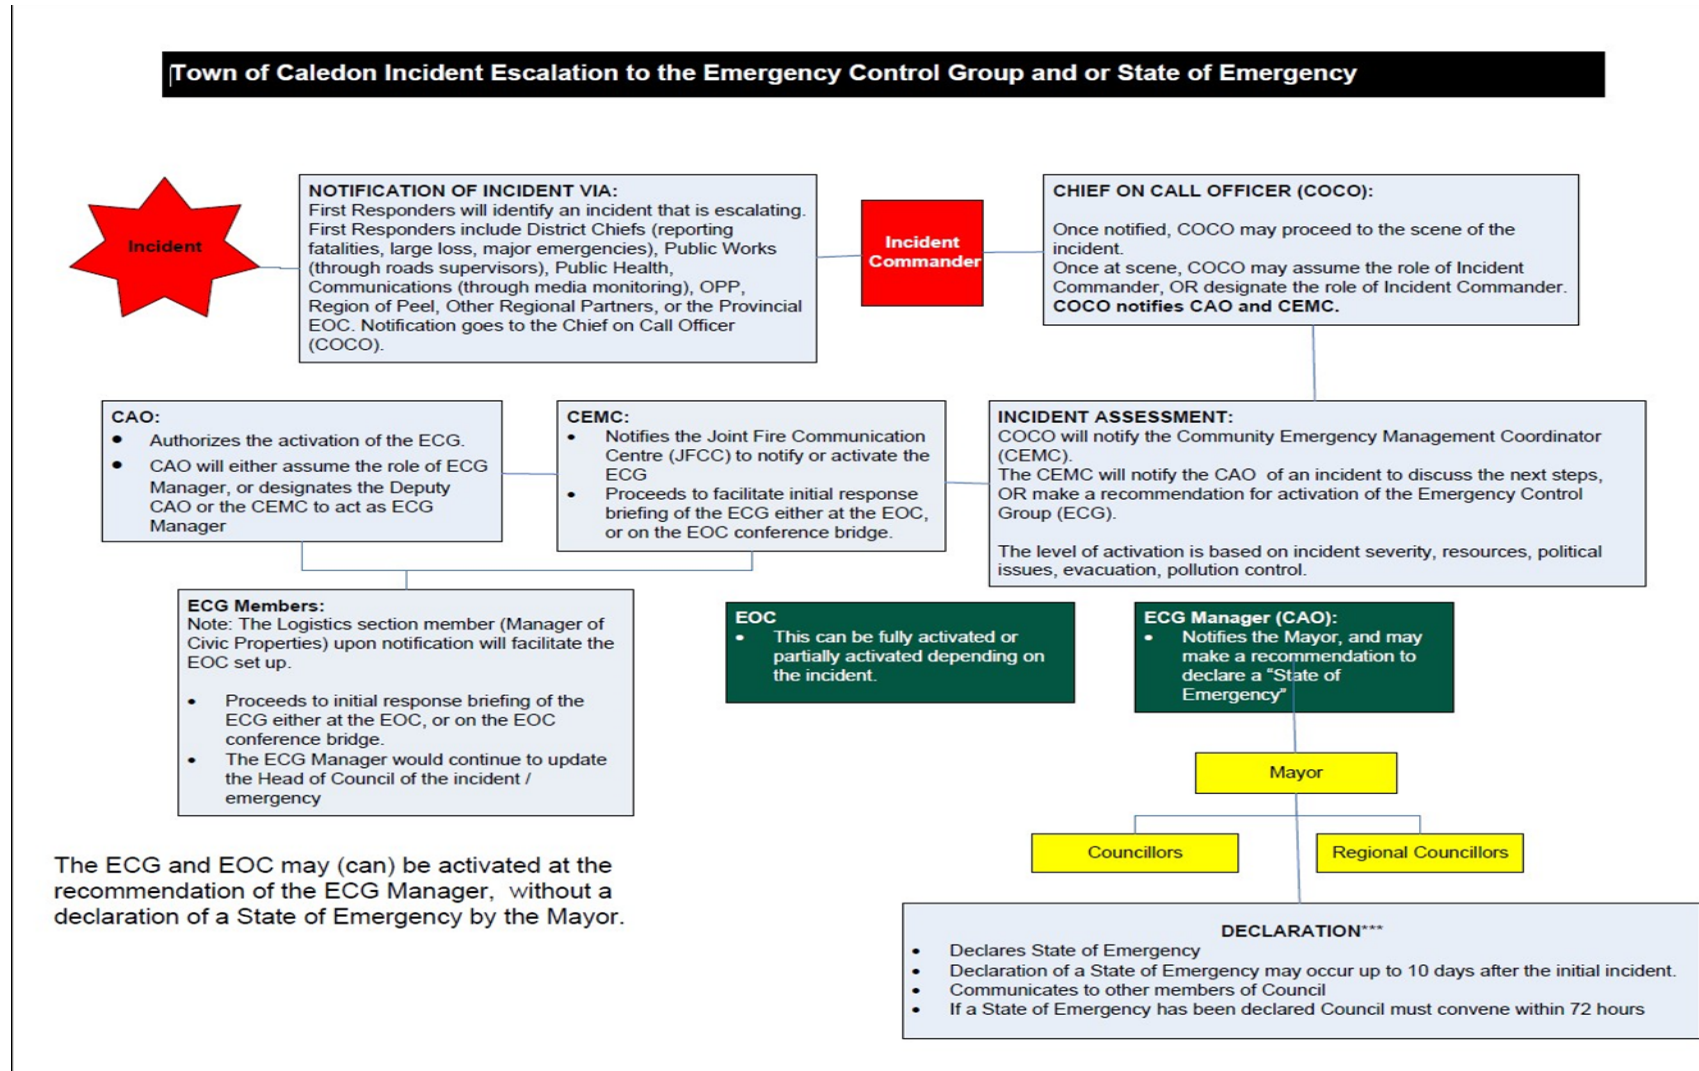 Town of Caledon Incident Escalation to the Emergency Control Group and or State of Emergency
Incident
NOTIFICATION OF INCIDENT VIA:
First Responders will identify an incident that is escalating.
First Responders include District Chiefs (reporting
fatalities, large loss, major emergencies), Public Works
(through roads supervisors), Public Health,
Communications (through media monitoring), OPP,
Region of Peel, Other Regional Partners, or the Provincial
EOC. Notification goes to the Chief on Call Officer
(COCO).
Incident
Commander
CHIEF ON CALL OFFICER (COCO):
Once notified, COCO may proceed to the scene of the
incident.
Once at scene, COCO may assume the role of Incident
Commander, OR designate the role of Incident Commander.
COCO notifies CAO and CEMC.
CAO:
• Authorizes the activation of the ECG.
• CAO will either assume the role of ECG
Manager, or designates the Deputy
CAO or the CEMC to act as ECG
Manager
CEMC:
• Notifies the Joint Fire Communication
Centre (JFCC) to notify or activate the
ECG
• Proceeds to facilitate initial response
briefing of the ECG either at the EOC,
or on the EOC conference bridge.
INCIDENT ASSESSMENT:
COCO will notify the Community Emergency Management Coordinator
(CEMC).
The CEMC will notify the CAO of an incident to discuss the next steps,
OR make a recommendation for activation of the Emergency Control
Group (ECG).
The level of activation is based on incident severity, resources, political
issues, evacuation, pollution control.
ECG Members:
Note: The Logistics section member (Manager of
Civic Properties) upon notification will facilitate the
EOC set up.
• Proceeds to initial response briefing of the
ECG either at the EOC, or on the EOC
conference bridge.
• The ECG Manager would continue to update
the Head of Council of the incident /
emergency
EOC
• This can be fully activated or
partially activated depending on
the incident.
ECG Manager (CAO):
• Notifies the Mayor, and may
make a recommendation to
declare a “State of
Emergency”
Mayor
Councillors
Regional Councillors
The ECG and EOC may (can) be activated at the
recommendation of the ECG Manager, without a
declaration of a State of Emergency by the Mayor.
DECLARATION***
• Declares State of Emergency
• Declaration of a State of Emergency may occur up to 10 days after the initial incident.
• Communicates to other members of Council
• If a State of Emergency has been declared Council must convene within 72 hours